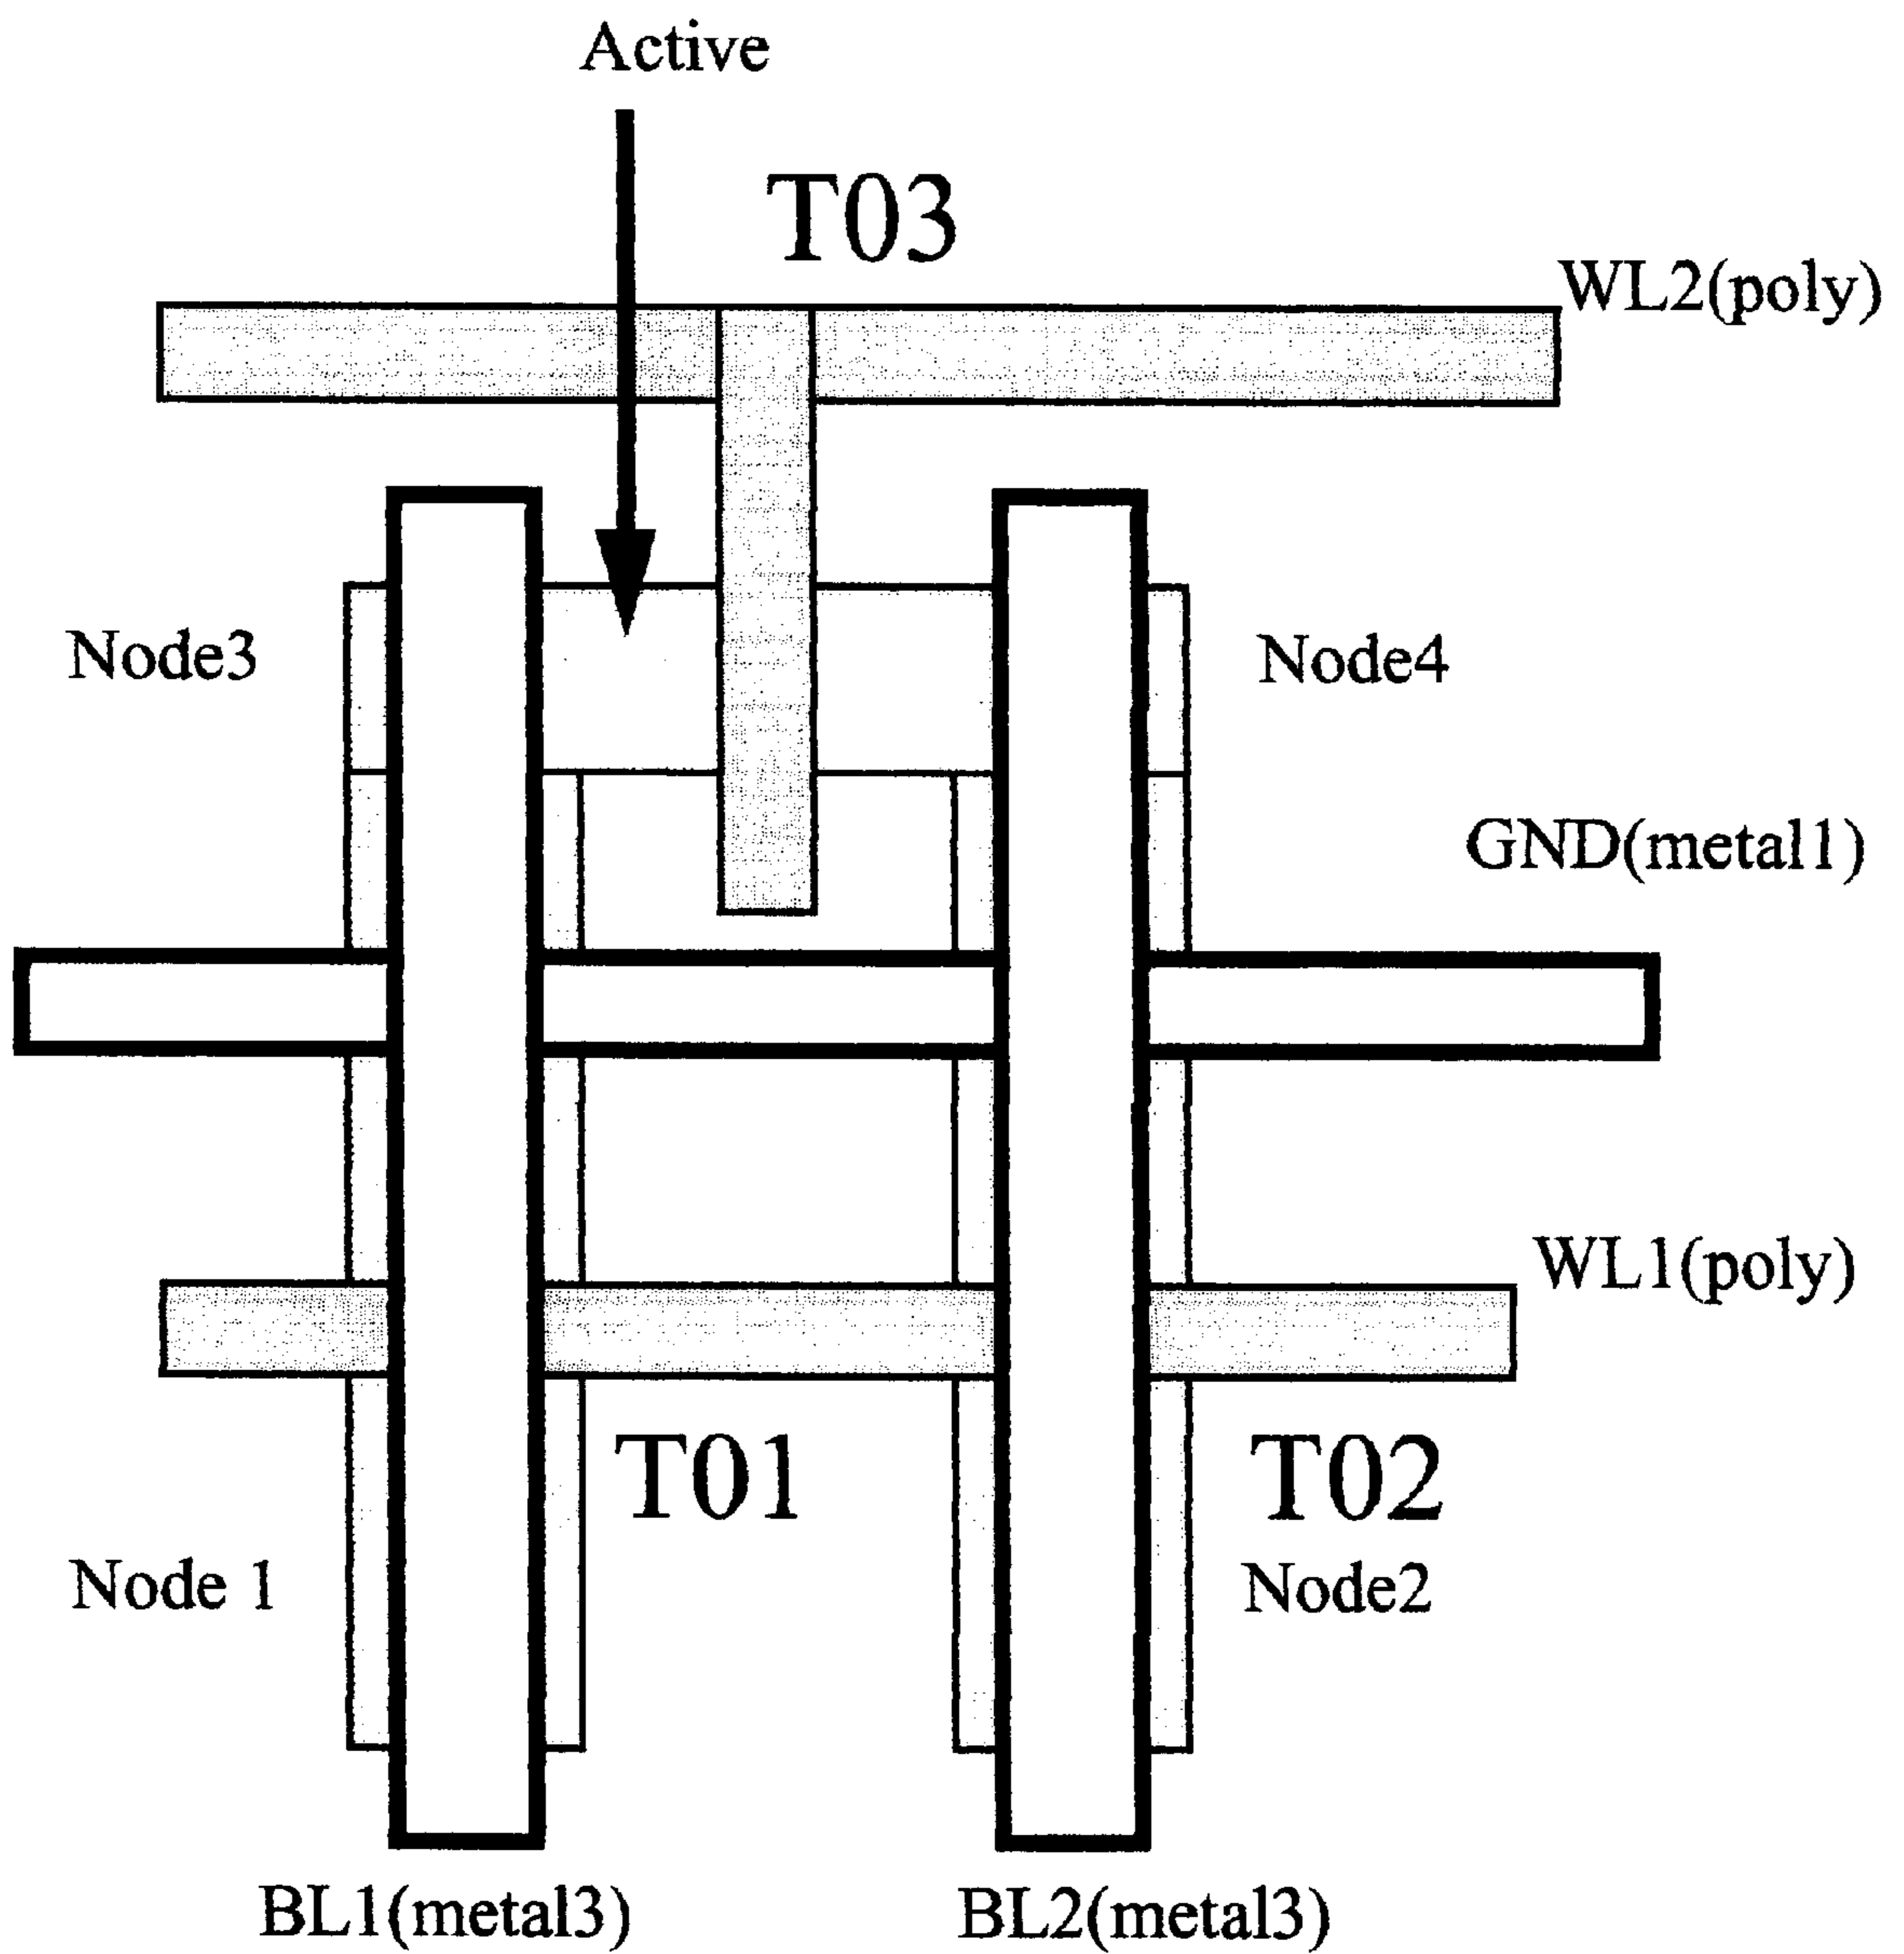 Active
T03
WL2(poly)
Node3
Node4
GND(metal1)
WL1(poly)
T01
T02
Node 1
Node2
BL1(metal3)
BL2(metal3)